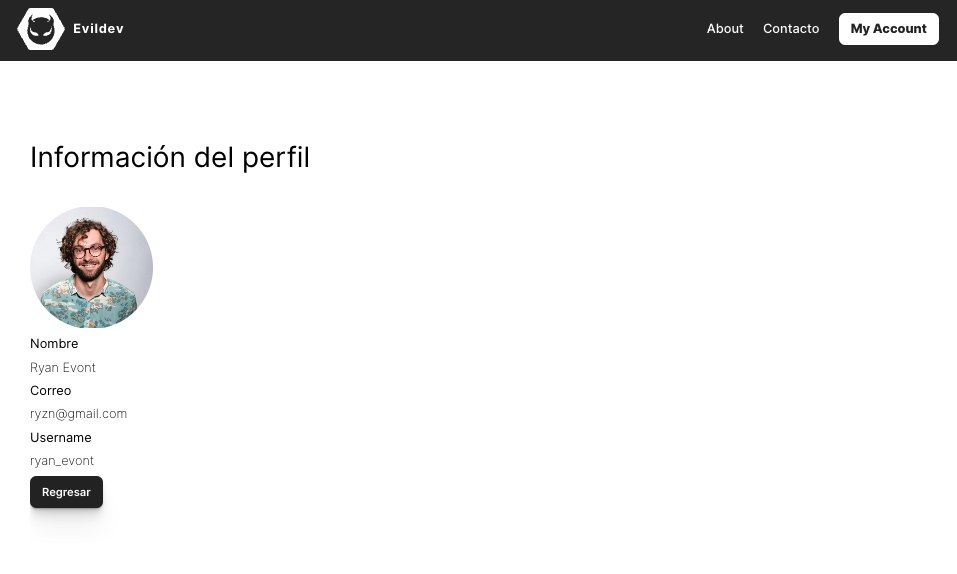 Evildev
About Contacto My Account
Información del perfil
Nombre
Ryan Evont
Correo
ryzn@gmail.com
Username
ryan_evont
Regresar